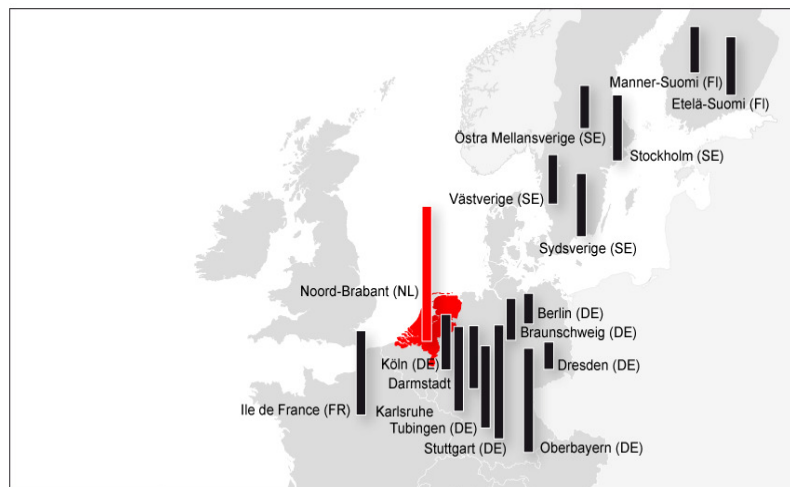 Manner-Suomi (FI)
Etelä-Suomi (FI)
Östra Mellansverige (SE)
Stockholm (SE)
Västverige (SE)
Sydsverige (SE)
Noord-Brabant (NL)
Berlin (DE)
Braunschweig (DE)
Köln (DE)
Dresden (DE)
Darmstadt
Ile de France (FR)
Karlsruhe
Tubingen (DE)
Stuttgart (DE)
Oberbayern (DE)